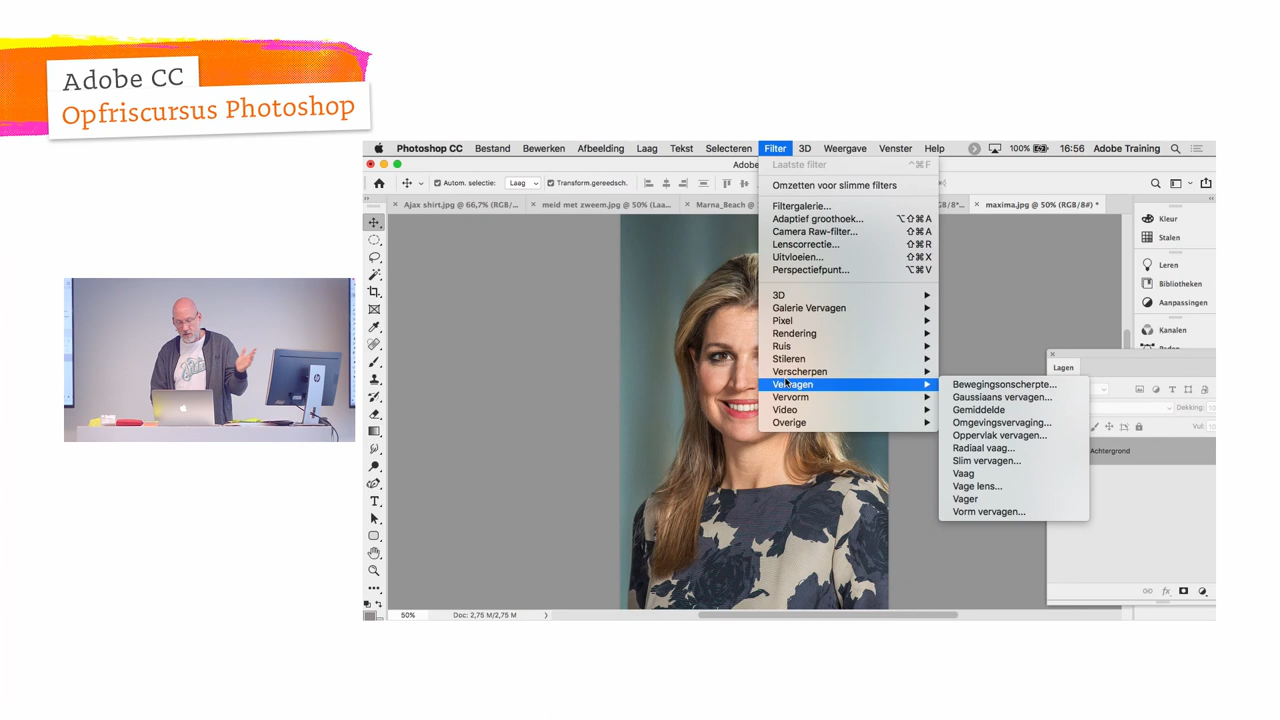 Adobe CC
Opfriscursus Photoshop
Photoshop CC Bestand Bewerken Afbeelding Laag Tekst Selecteren Filter 3D Weergave Venster Help 100% 16:56 Adobe Training
Adobe
Autom. selectie: Laag Transform.gereedsch.
Ajax shirt.jpg @ 66,7% (RGB/... meid met zweem.jpg @ 50% (Laa... Marna_Beach @ RGB/8*... maxima.jpg @ 50% (RGB/8#) *
Laatste filter ^⌘F
Omzetten voor slimme filters
Filtergalerie...
Adaptief groothoek... ⌥⇧⌘A
Camera Raw-filter... ⇧⌘A
Lenscorrectie... ⇧⌘R
Uitvloeien... ⇧⌘X
Perspectiefpunt... ⌥⌘V
3D
Galerie Vervagen
Pixel
Rendering
Ruis
Stileren
Verscherpen
Vervagen
Vervorm
Video
Overige
Bewegingsonscherpte...
Gaussiaans vervagen...
Gemiddelde
Omgevingsvervaging...
Oppervlak vervagen...
Radiaal vaag...
Slim vervagen...
Vaag
Vage lens...
Vager
Vorm vervagen...
Kleur
Stalen
Leren
Bibliotheken
Aanpassingen
Kanalen
Lagen
Dekking:
Vul:
Achtergrond
fx
50% Doc: 2,75 M/2,75 M